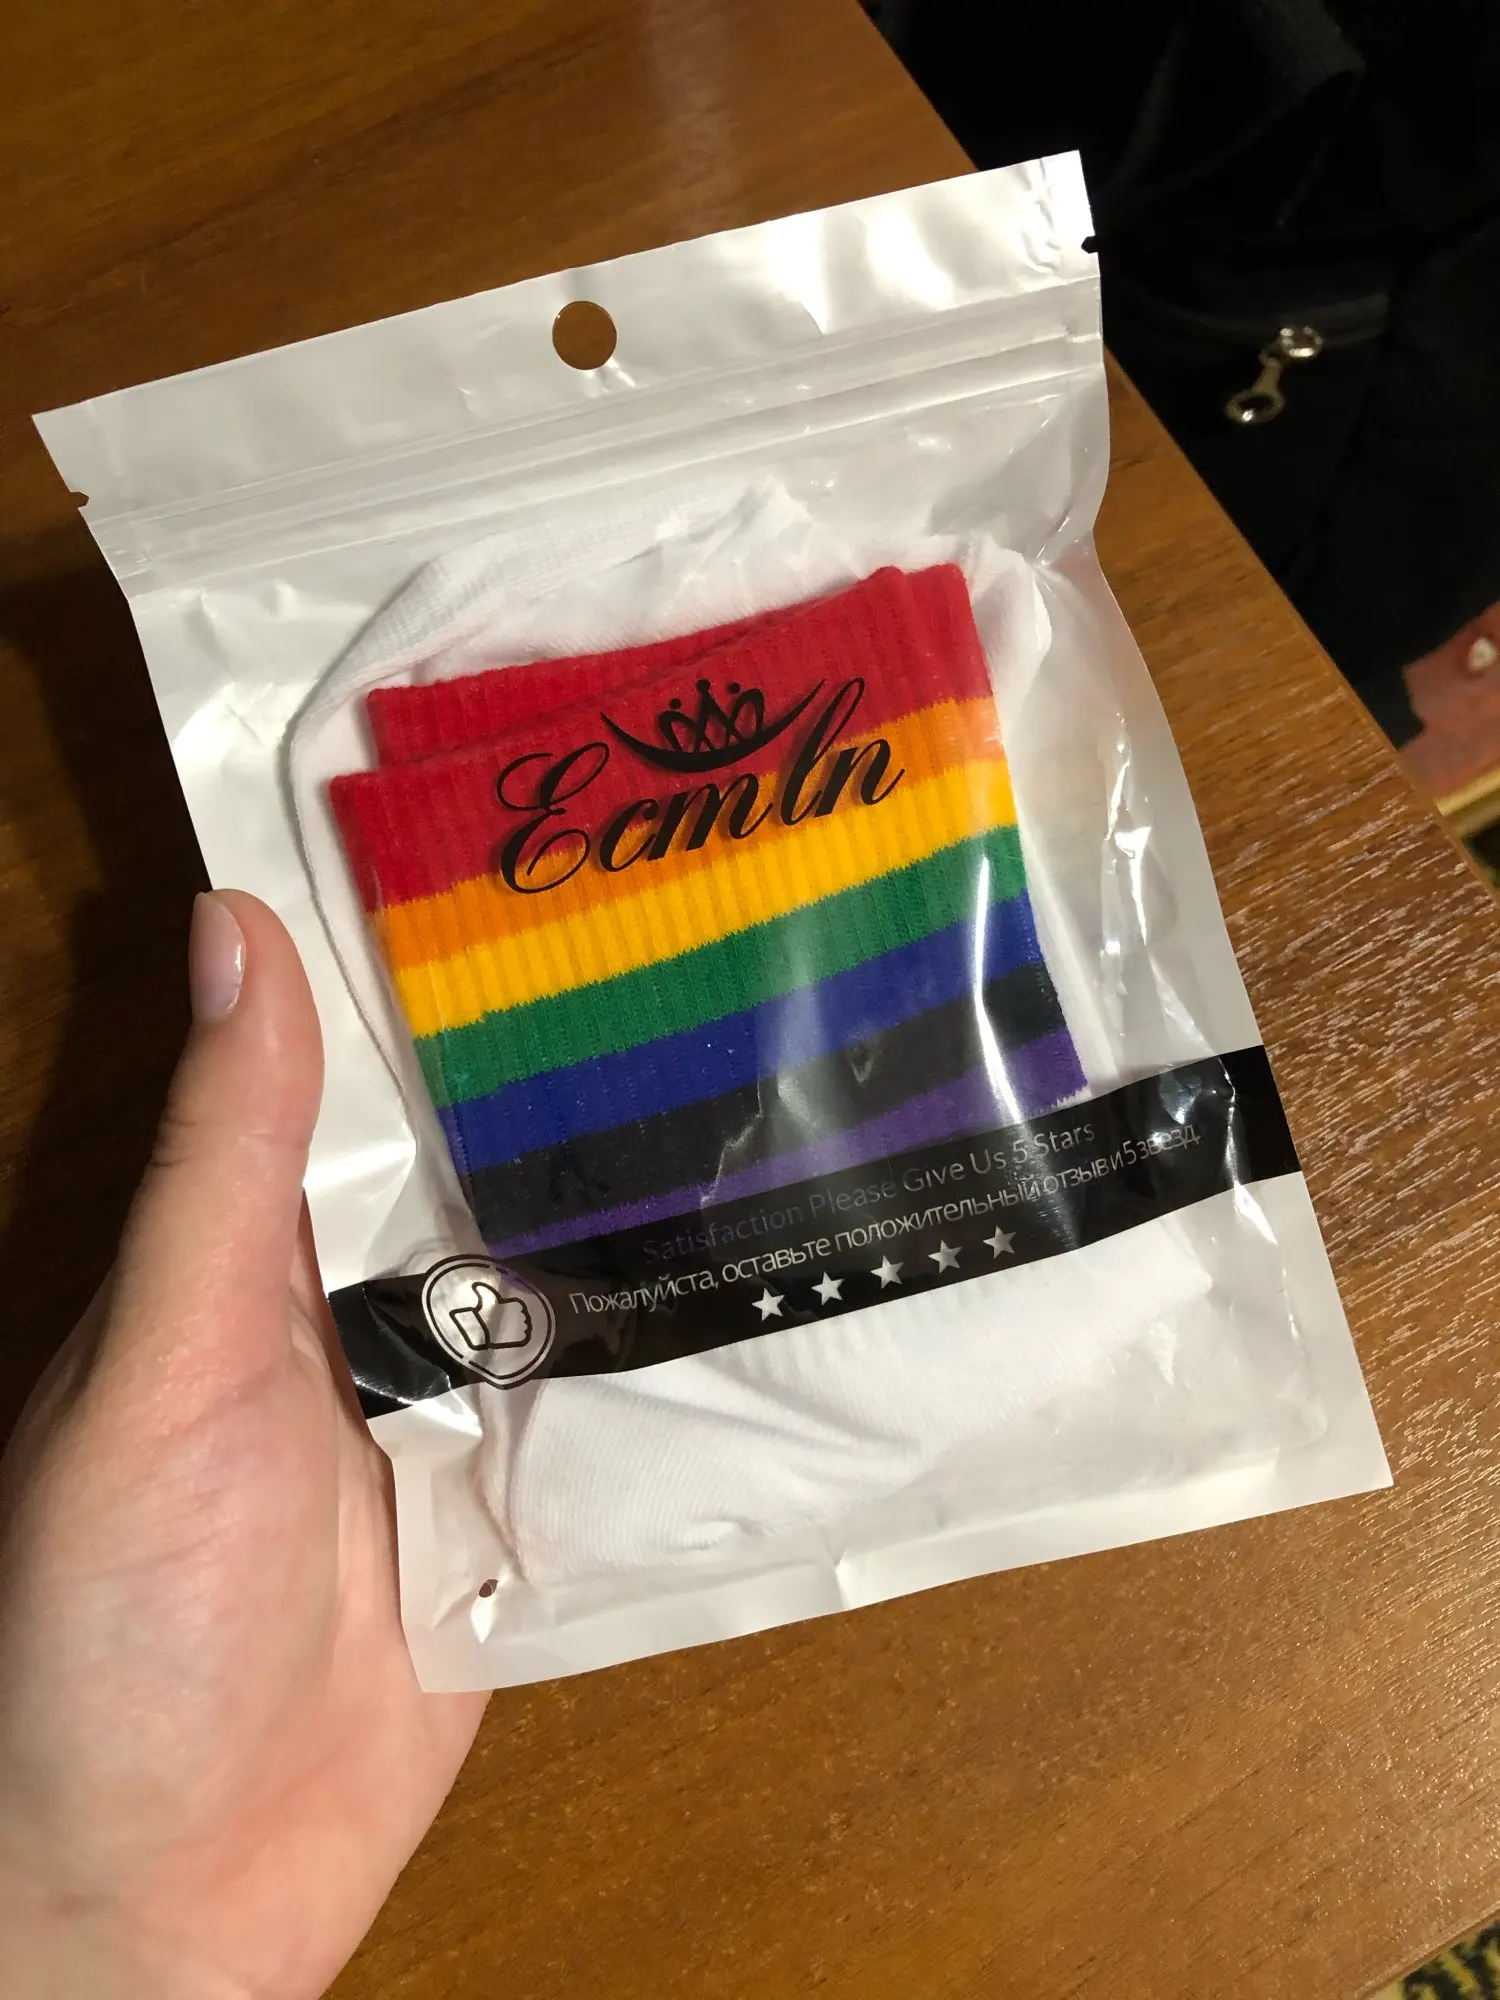 Ecmln
Satisfaction Please Give Us 5 Stars
Пожалуйста, оставьте положительный отзыв и 5 звезд